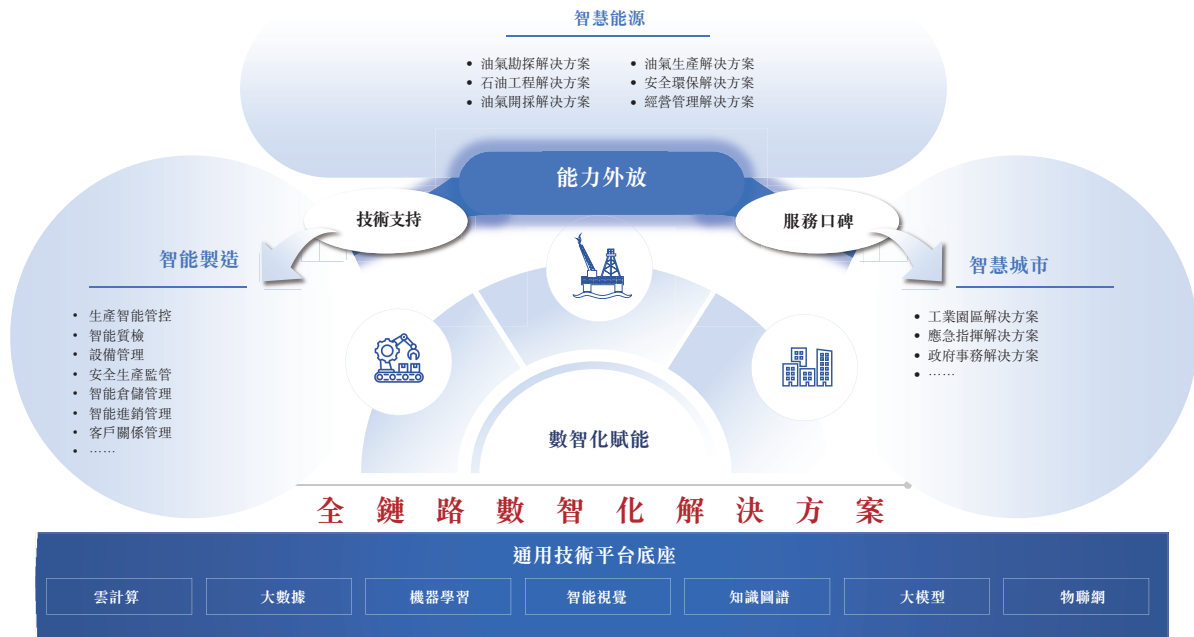 智慧能源
• 油氣勘探解決方案
• 石油工程解決方案
• 油氣開採解決方案
• 油氣生產解決方案
• 安全環保解決方案
• 經營管理解決方案
能力外放
技術支持
服務口碑
智能製造
• 生產智能管控
• 智能質檢
• 設備管理
• 安全生產監管
• 智能倉儲管理
• 智能進銷管理
• 客戶關係管理
• ……
智慧城市
• 工業園區解決方案
• 應急指揮解決方案
• 政府事務解決方案
• ……
數智化賦能
全鏈路數智化解決方案
通用技術平台底座
雲計算
大數據
機器學習
智能視覺
知識圖譜
大模型
物聯網